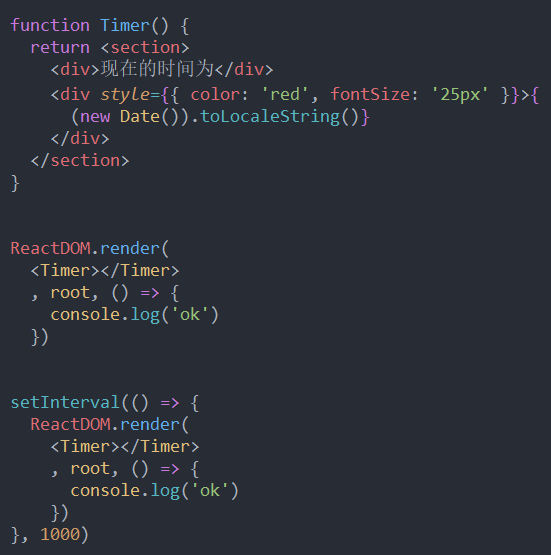 function Timer() {
  return <section>
    <div>现在的时间为</div>
    <div style={{ color: 'red', fontSize: '25px' }}>{
      (new Date()).toLocaleString()}
    </div>
  </section>
}
ReactDOM.render(
  <Timer></Timer>
  , root, () => {
    console.log('ok')
  })
setInterval(() => {
  ReactDOM.render(
    <Timer></Timer>
    , root, () => {
      console.log('ok')
    })
}, 1000)